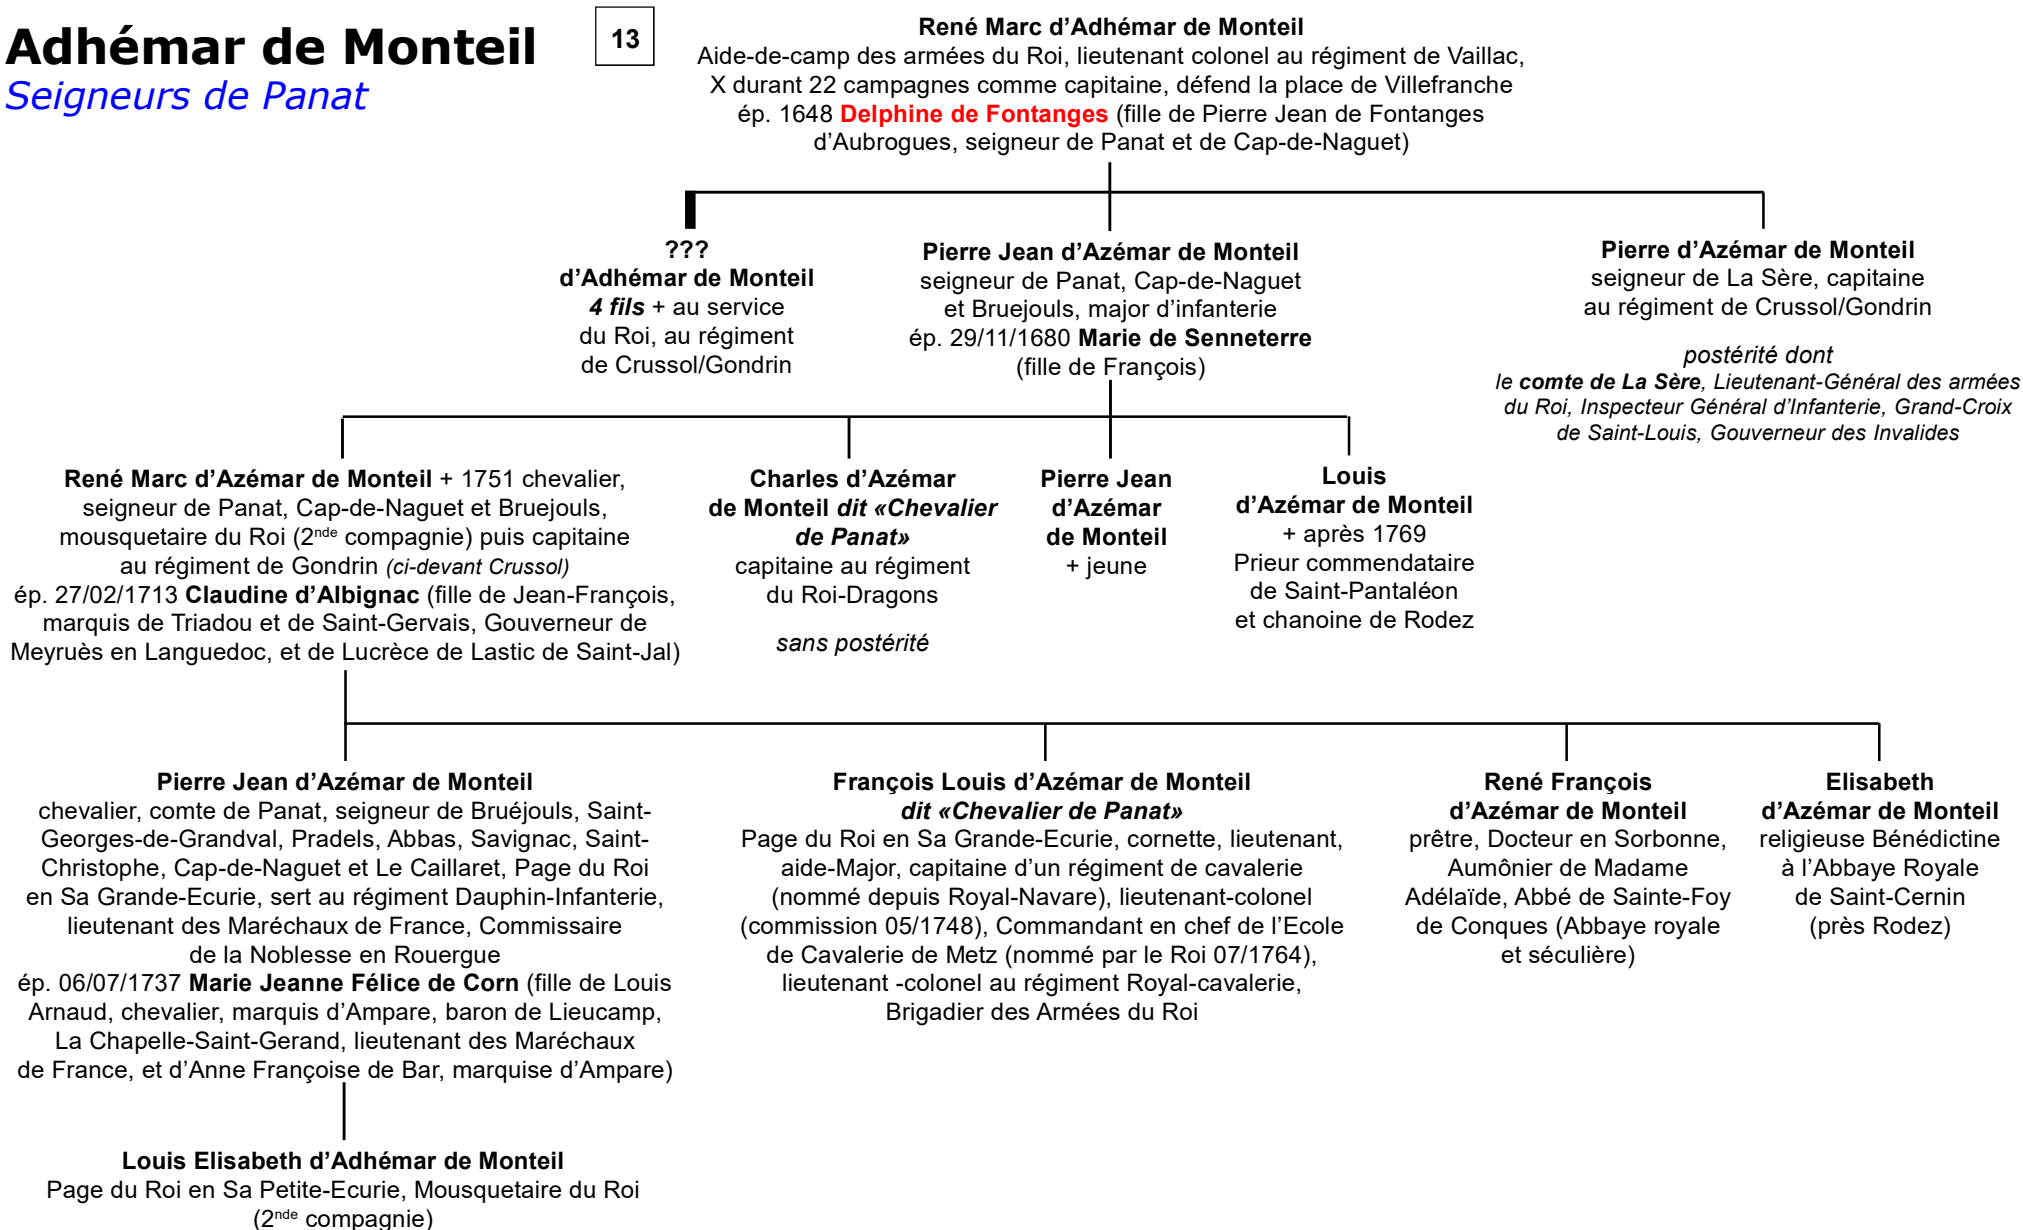 Adhémar de Monteil
Seigneurs de Panat
13
René Marc d’Adhémar de Monteil
Aide-de-camp des armées du Roi, lieutenant colonel au régiment de Vaillac,
X durant 22 campagnes comme capitaine, défend la place de Villefranche
ép. 1648 Delphine de Fontanges (fille de Pierre Jean de Fontanges
d’Aubrogues, seigneur de Panat et de Cap-de-Naguet)
???
d’Adhémar de Monteil
4 fils + au service
du Roi, au régiment
de Crussol/Gondrin
Pierre Jean d’Azémar de Monteil
seigneur de Panat, Cap-de-Naguet
et Bruejouls, major d’infanterie
ép. 29/11/1680 Marie de Senneterre
(fille de François)
Pierre d’Azémar de Monteil
seigneur de La Sère, capitaine
au régiment de Crussol/Gondrin
postérité dont
le comte de La Sère, Lieutenant-Général des armées
du Roi, Inspecteur Général d’Infanterie, Grand-Croix
de Saint-Louis, Gouverneur des Invalides
René Marc d’Azémar de Monteil + 1751 chevalier,
seigneur de Panat, Cap-de-Naguet et Bruejouls,
mousquetaire du Roi (2nde compagnie) puis capitaine
au régiment de Gondrin (ci-devant Crussol)
ép. 27/02/1713 Claudine d’Albignac (fille de Jean-François,
marquis de Triadou et de Saint-Gervais, Gouverneur de
Meyruès en Languedoc, et de Lucrèce de Lastic de Saint-Jal)
Charles d’Azémar
de Monteil dit «Chevalier
de Panat»
capitaine au régiment
du Roi-Dragons
sans postérité
Pierre Jean
d’Azémar
de Monteil
+ jeune
Louis
d’Azémar de Monteil
+ après 1769
Prieur commendataire
de Saint-Pantaléon
et chanoine de Rodez
Pierre Jean d’Azémar de Monteil
chevalier, comte de Panat, seigneur de Bruéjouls, Saint-
Georges-de-Grandval, Pradels, Abbas, Savignac, Saint-
Christophe, Cap-de-Naguet et Le Caillaret, Page du Roi
en Sa Grande-Ecurie, sert au régiment Dauphin-Infanterie,
lieutenant des Maréchaux de France, Commissaire
de la Noblesse en Rouergue
ép. 06/07/1737 Marie Jeanne Félice de Corn (fille de Louis
Arnaud, chevalier, marquis d’Ampare, baron de Lieucamp,
La Chapelle-Saint-Gerand, lieutenant des Maréchaux
de France, et d’Anne Françoise de Bar, marquise d’Ampare)
François Louis d’Azémar de Monteil
dit «Chevalier de Panat»
Page du Roi en Sa Grande-Ecurie, cornette, lieutenant,
aide-Major, capitaine d’un régiment de cavalerie
(nommé depuis Royal-Navare), lieutenant-colonel
(commission 05/1748), Commandant en chef de l’Ecole
de Cavalerie de Metz (nommé par le Roi 07/1764),
lieutenant -colonel au régiment Royal-cavalerie,
Brigadier des Armées du Roi
René François
d’Azémar de Monteil
prêtre, Docteur en Sorbonne,
Aumônier de Madame
Adélaïde, Abbé de Sainte-Foy
de Conques (Abbaye royale
et séculière)
Elisabeth
d’Azémar de Monteil
religieuse Bénédictine
à l’Abbaye Royale
de Saint-Cernin
(près Rodez)
Louis Elisabeth d’Adhémar de Monteil
Page du Roi en Sa Petite-Ecurie, Mousquetaire du Roi
(2nde compagnie)